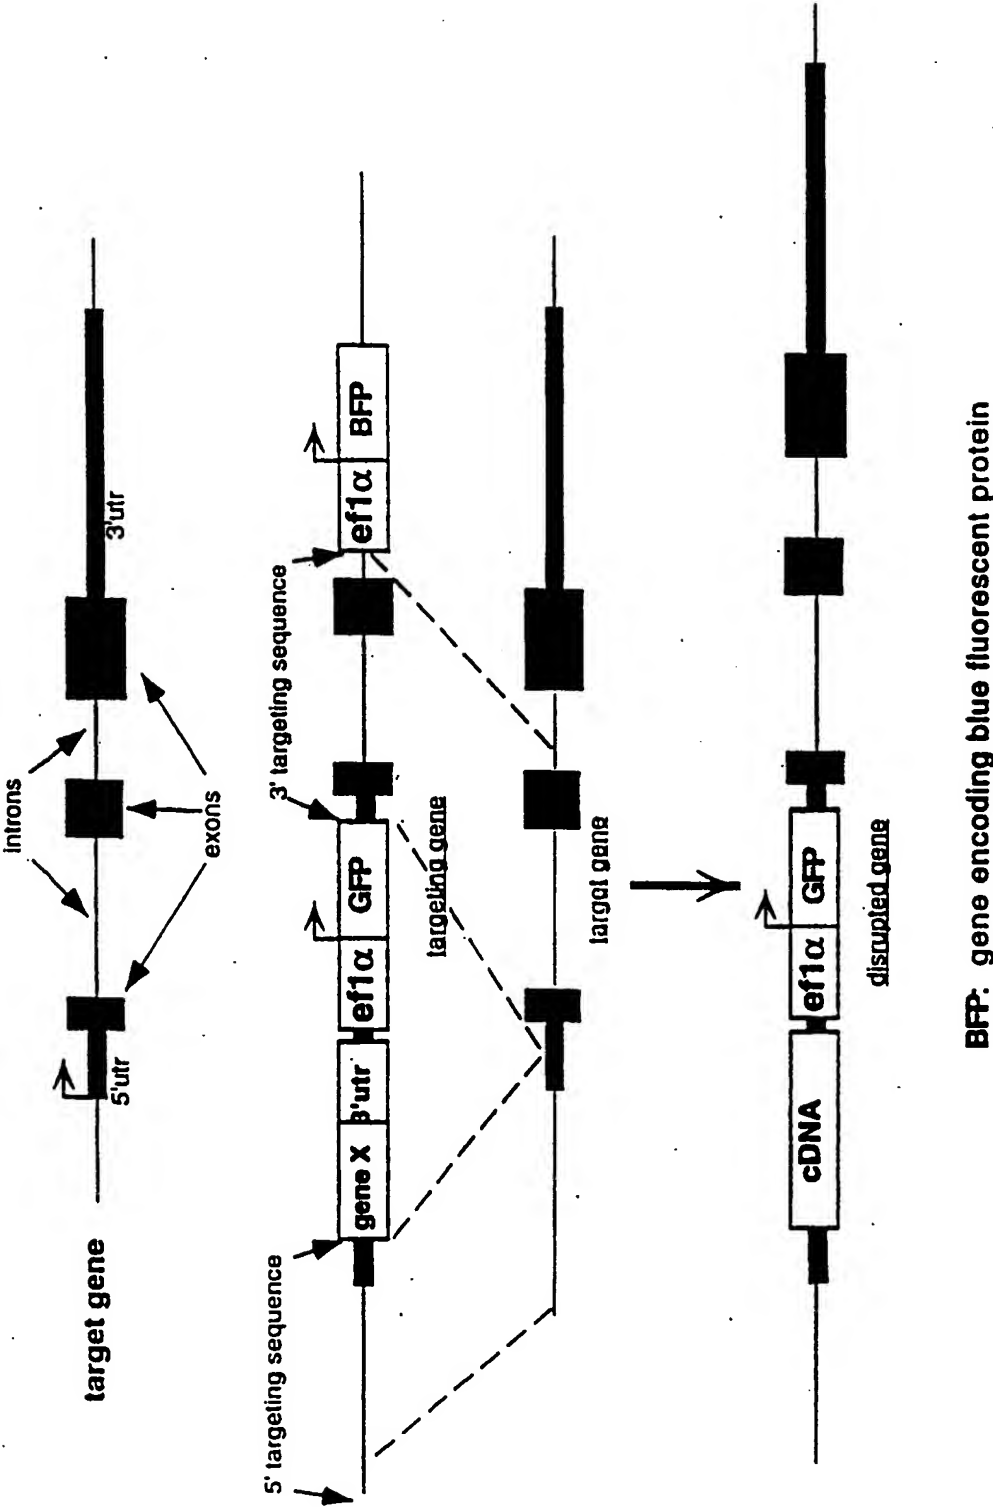 target gene
5'utr
introns
exons
3'utr
5' targeting sequence
3' targeting sequence
gene X
3'utr
ef1α
GFP
ef1α
BFP
targeting gene
target gene
cDNA
ef1α
GFP
disrupted gene
BFP: gene encoding blue fluorescent protein